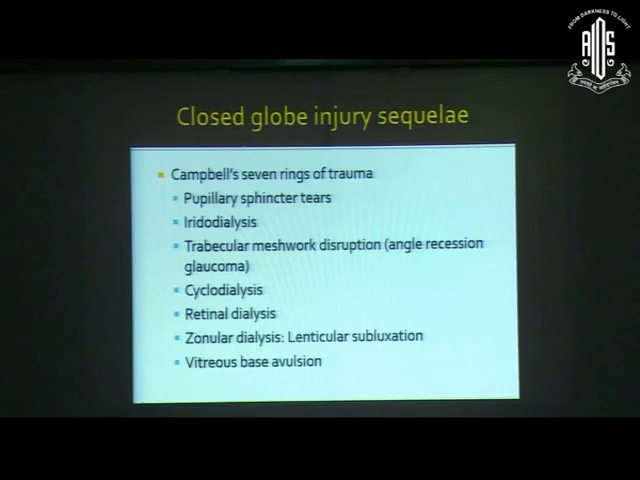 FROM DARKNESS TO LIGHT
AIOS
Closed globe injury sequelae
Campbell's seven rings of trauma
Pupillary sphincter tears
Iridodialysis
Trabecular meshwork disruption (angle recession
glaucoma)
Cyclodialysis
Retinal dialysis
Zonular dialysis: Lenticular subluxation
Vitreous base avulsion